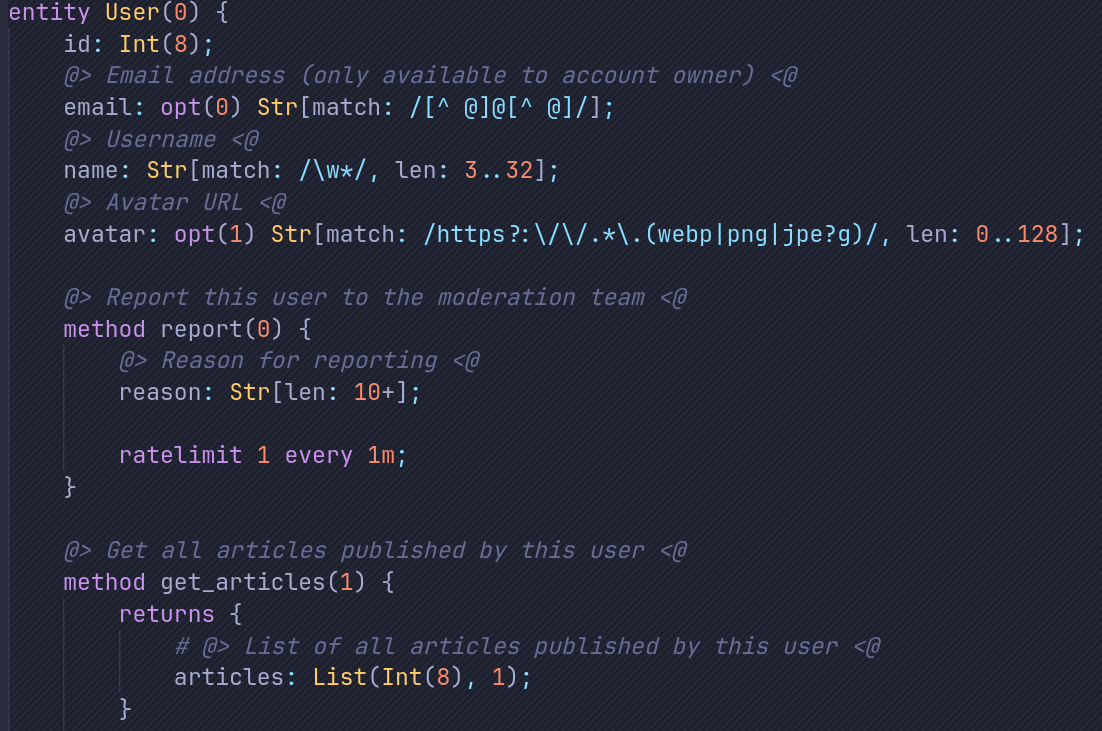 entity User(0) {
    id: Int(8);
    @> Email address (only available to account owner) <@
    email: opt(0) Str[match: /[^ @]@[^ @]/];
    @> Username <@
    name: Str[match: /\w*/, len: 3..32];
    @> Avatar URL <@
    avatar: opt(1) Str[match: /https?:\/\/.*\.(webp|png|jpe?g)/, len: 0..128];

    @> Report this user to the moderation team <@
    method report(0) {
        @> Reason for reporting <@
        reason: Str[len: 10+];

        ratelimit 1 every 1m;
    }

    @> Get all articles published by this user <@
    method get_articles(1) {
        returns {
            # @> List of all articles published by this user <@
            articles: List(Int(8), 1);
        }